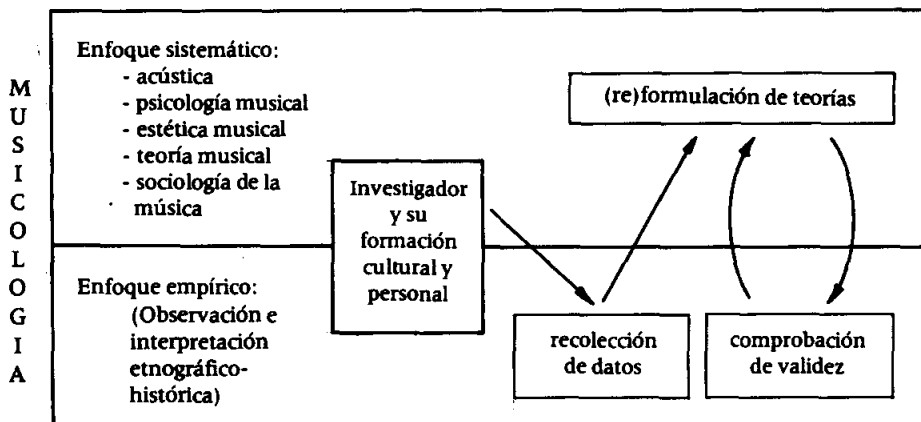 MUSICOLOGIA
Enfoque sistemático:
- acústica
- psicología musical
- estética musical
- teoría musical
- sociología de la
música
Investigador
y su
formación
cultural y
personal
(re)formulación de teorías
Enfoque empírico:
(Observación e
interpretación
etnográfico-
histórica)
recolección
de datos
comprobación
de validez